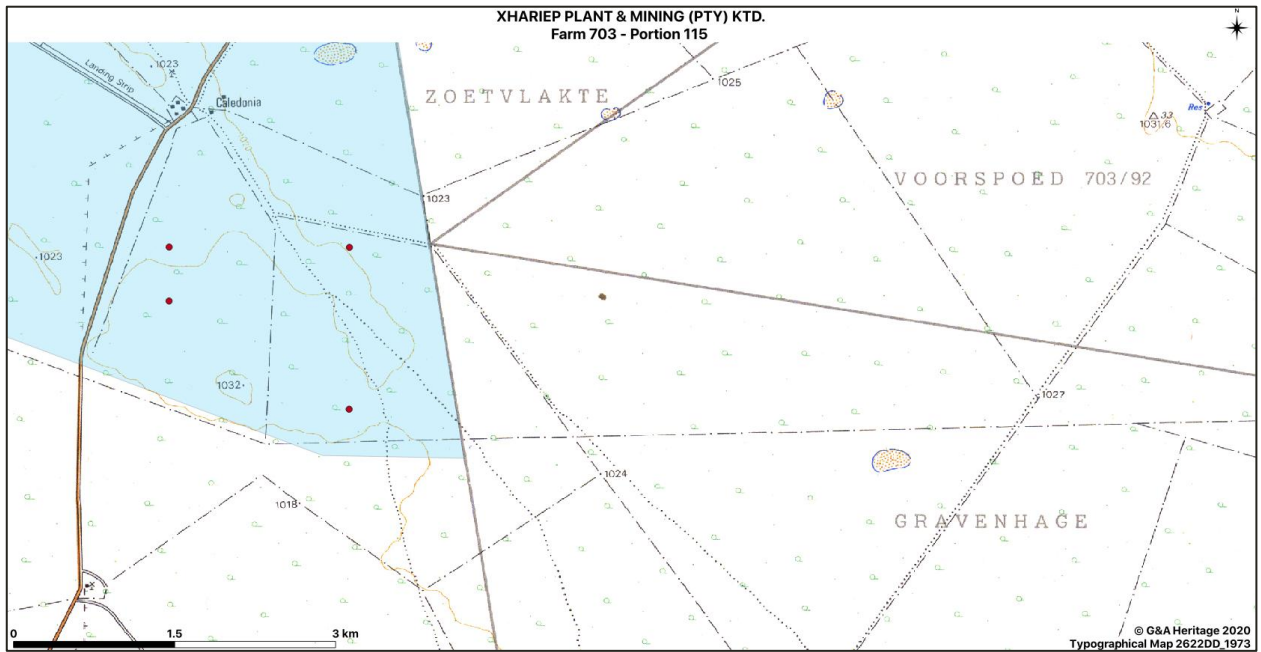 XHARIEP PLANT & MINING (PTY) KTD.
Farm 703 - Portion 115
N
1023
Landing Strip
Caledonia
ZOETVLAKTE
1025
Res
33
1031.6
VOORSPOED 703/92
1023
1023
1032
1027
1024
1018
GRAVENHAGE
0 1.5 3 km
© G&A Heritage 2020
Typographical Map 2622DD_1973